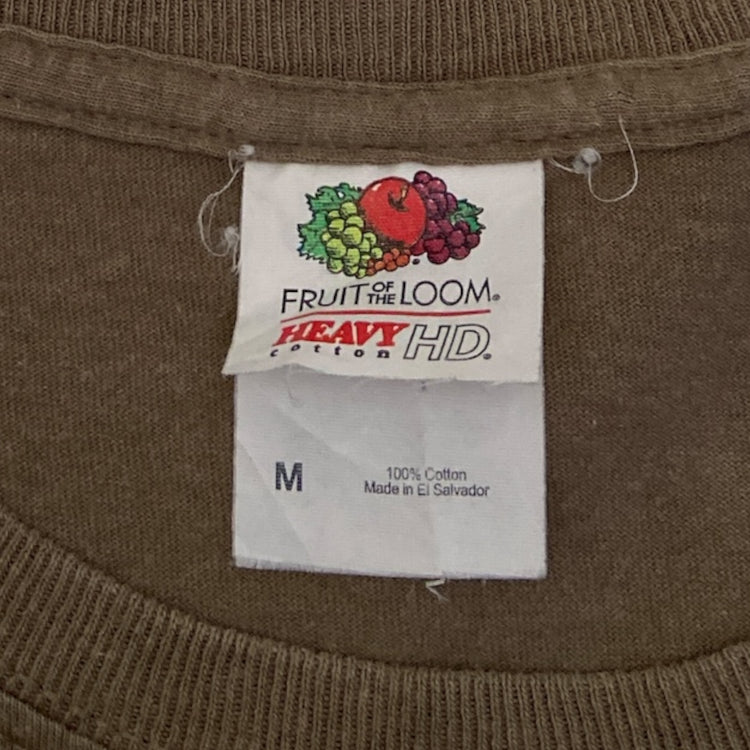 FRUIT OF THE LOOM®
HEAVY cotton HD®
M
100% Cotton
Made in El Salvador